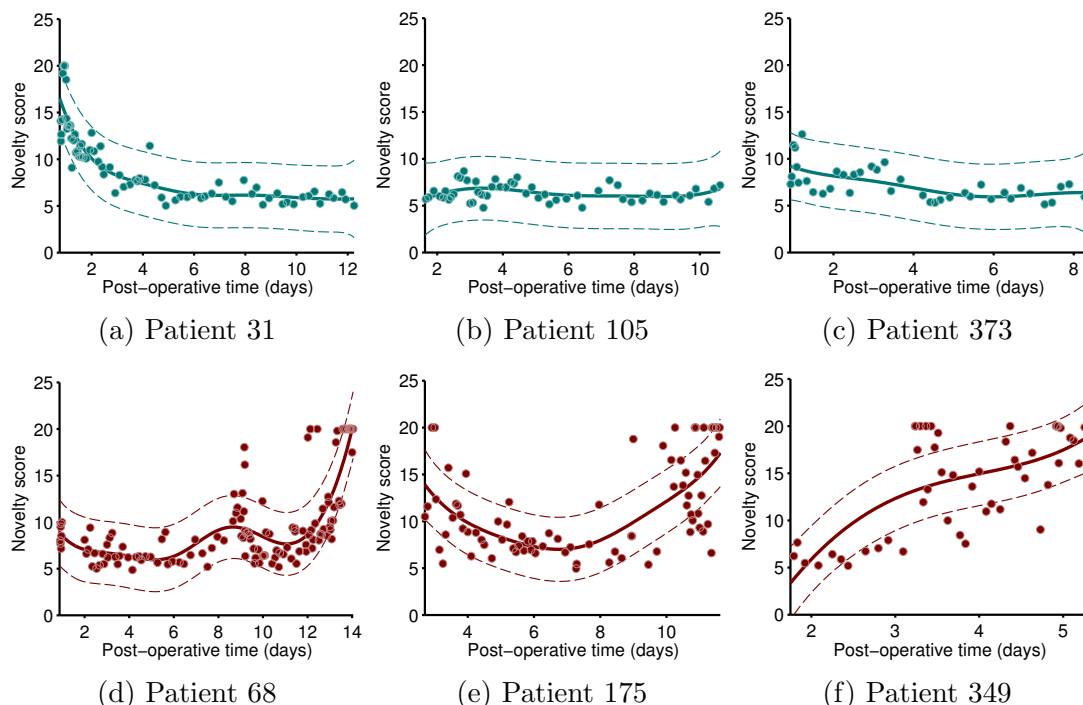 25
20
15
10
5
0
Novelty score
2 4 6 8 10 12
Post-operative time (days)
(a) Patient 31
25
20
15
10
5
0
Novelty score
2 4 6 8 10
Post-operative time (days)
(b) Patient 105
25
20
15
10
5
0
Novelty score
2 4 6 8
Post-operative time (days)
(c) Patient 373
25
20
15
10
5
0
Novelty score
2 4 6 8 10 12 14
Post-operative time (days)
(d) Patient 68
25
20
15
10
5
0
Novelty score
4 6 8 10
Post-operative time (days)
(e) Patient 175
25
20
15
10
5
0
Novelty score
2 3 4 5
Post-operative time (days)
(f) Patient 349